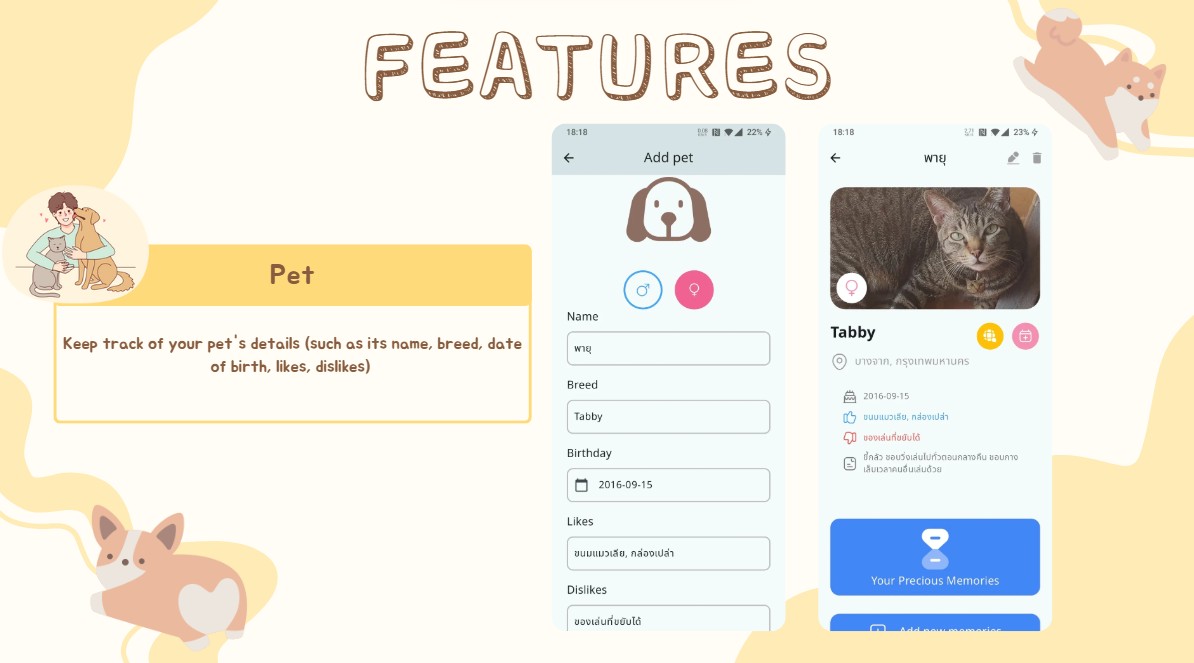 FEATURES
Pet
Keep track of your pet's details (such as its name, breed, date
of birth, likes, dislikes)
18:18
22%
Add pet
Name
พายุ
Breed
Tabby
Birthday
2016-09-15
Likes
ขนมแมวเลีย, กล่องเปล่า
Dislikes
ของเล่นที่ขยับได้
18:18
23%
พายุ
Tabby
บางจาก, กรุงเทพมหานคร
2016-09-15
ขนมแมวเลีย, กล่องเปล่า
ของเล่นที่ขยับได้
ขี้กลัว ชอบวิ่งเล่นไปทั่วตอนกลางคืน ชอบกาง
เล็บเวลาคนอื่นเล่นด้วย
Your Precious Memories
Add new memories